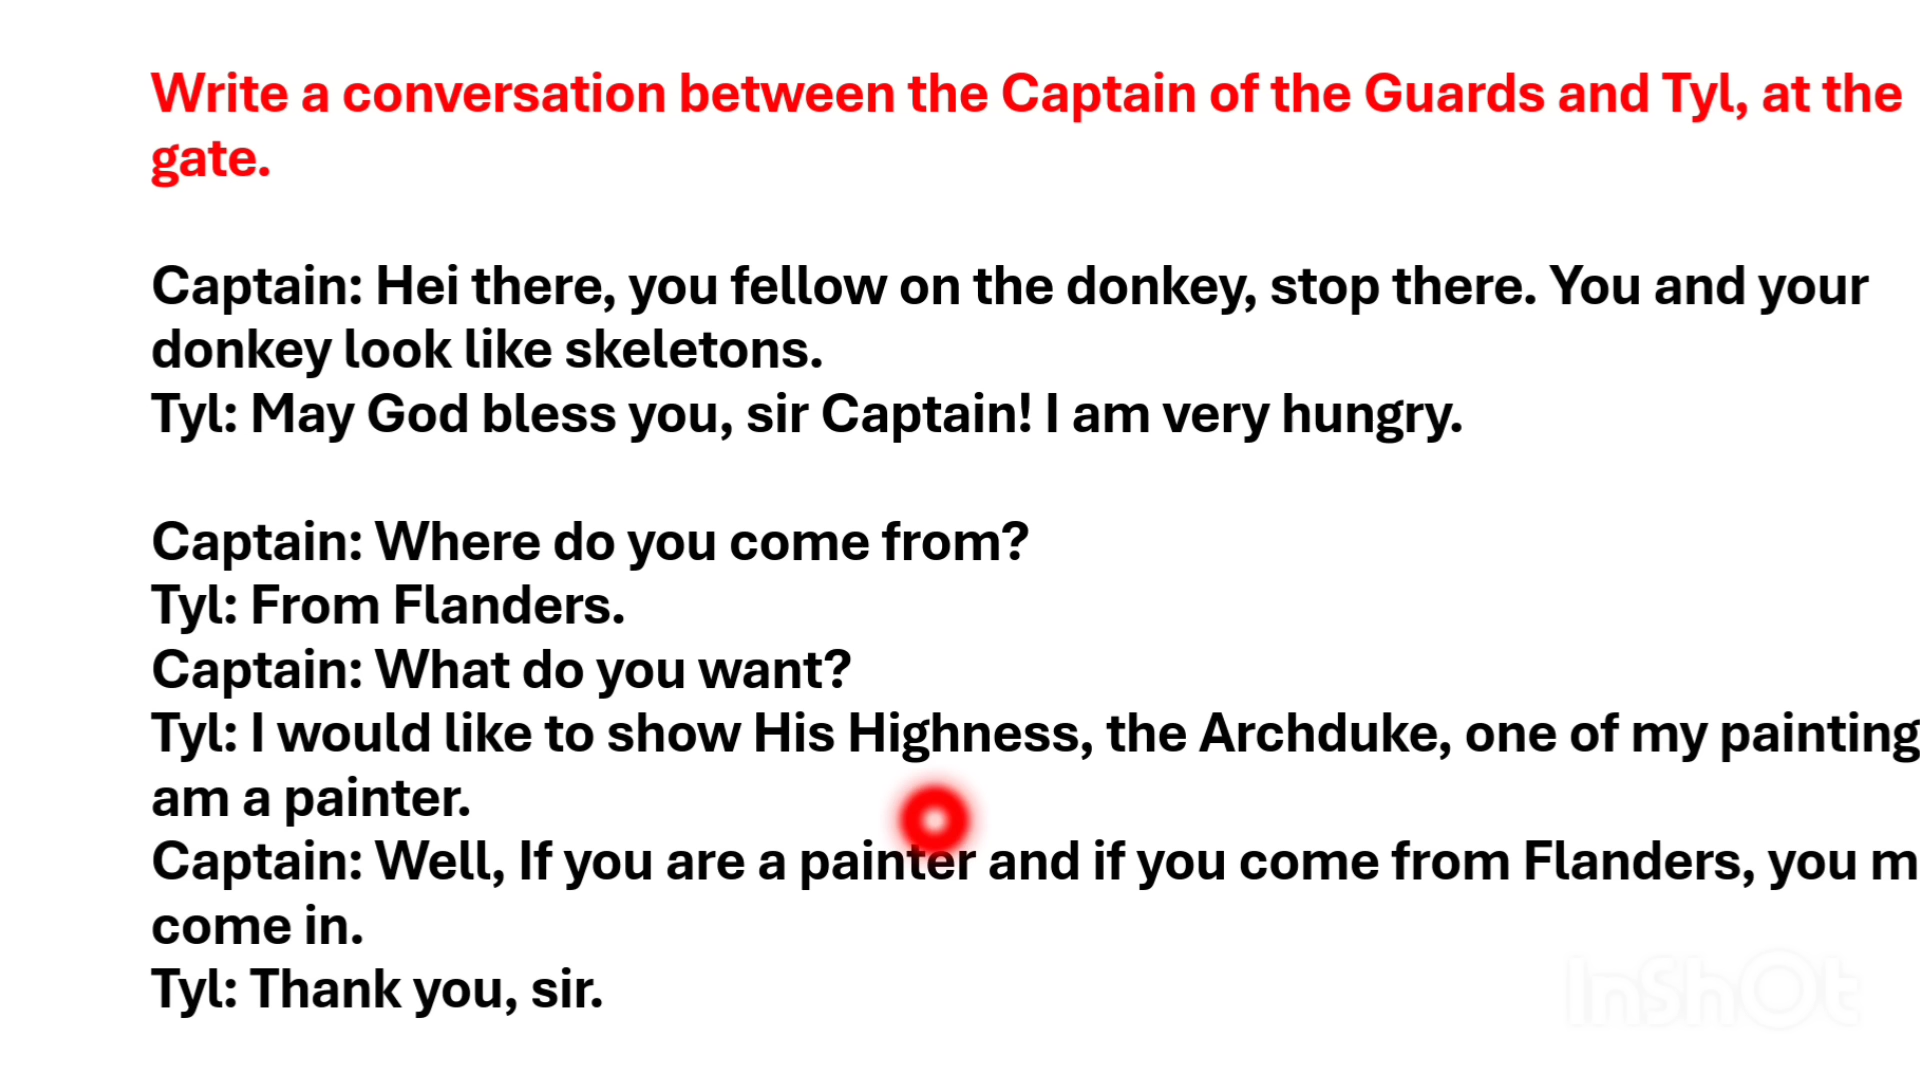 Write a conversation between the Captain of the Guards and Tyl, at the
gate.
Captain: Hei there, you fellow on the donkey, stop there. You and your
donkey look like skeletons.
Tyl: May God bless you, sir Captain! I am very hungry.
Captain: Where do you come from?
Tyl: From Flanders.
Captain: What do you want?
Tyl: I would like to show His Highness, the Archduke, one of my painting
am a painter.
Captain: Well, If you are a painter and if you come from Flanders, you m
come in.
Tyl: Thank you, sir.
InShOt